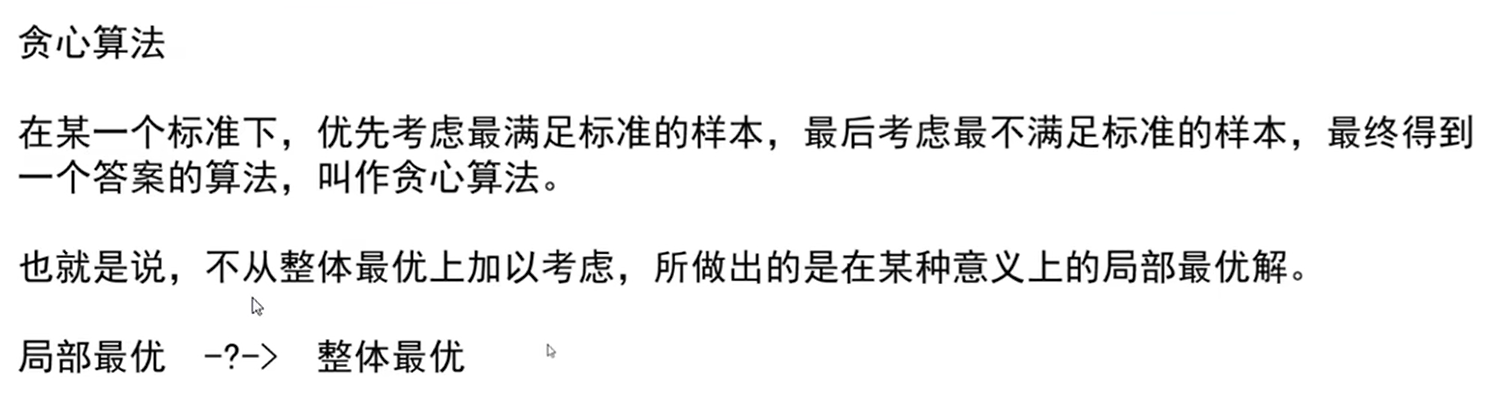 贪心算法
在某一个标准下，优先考虑最满足标准的样本，最后考虑最不满足标准的样本，最终得到
一个答案的算法，叫作贪心算法。
也就是说，不从整体最优上加以考虑，所做出的是在某种意义上的局部最优解。
局部最优 -?-> 整体最优